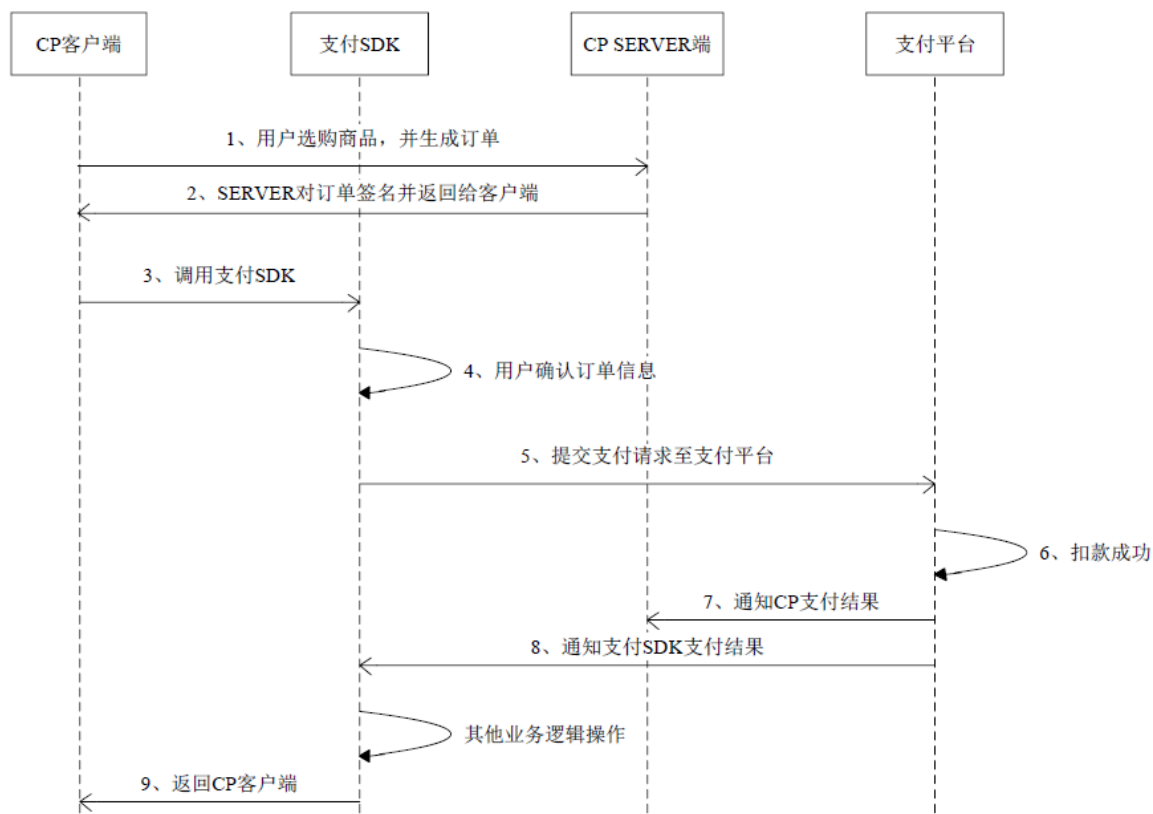 CP客户端
支付SDK
CP SERVER端
支付平台
1、用户选购商品，并生成订单
2、SERVER对订单签名并返回给客户端
3、调用支付SDK
4、用户确认订单信息
5、提交支付请求至支付平台
6、扣款成功
7、通知CP支付结果
8、通知支付SDK支付结果
其他业务逻辑操作
9、返回CP客户端